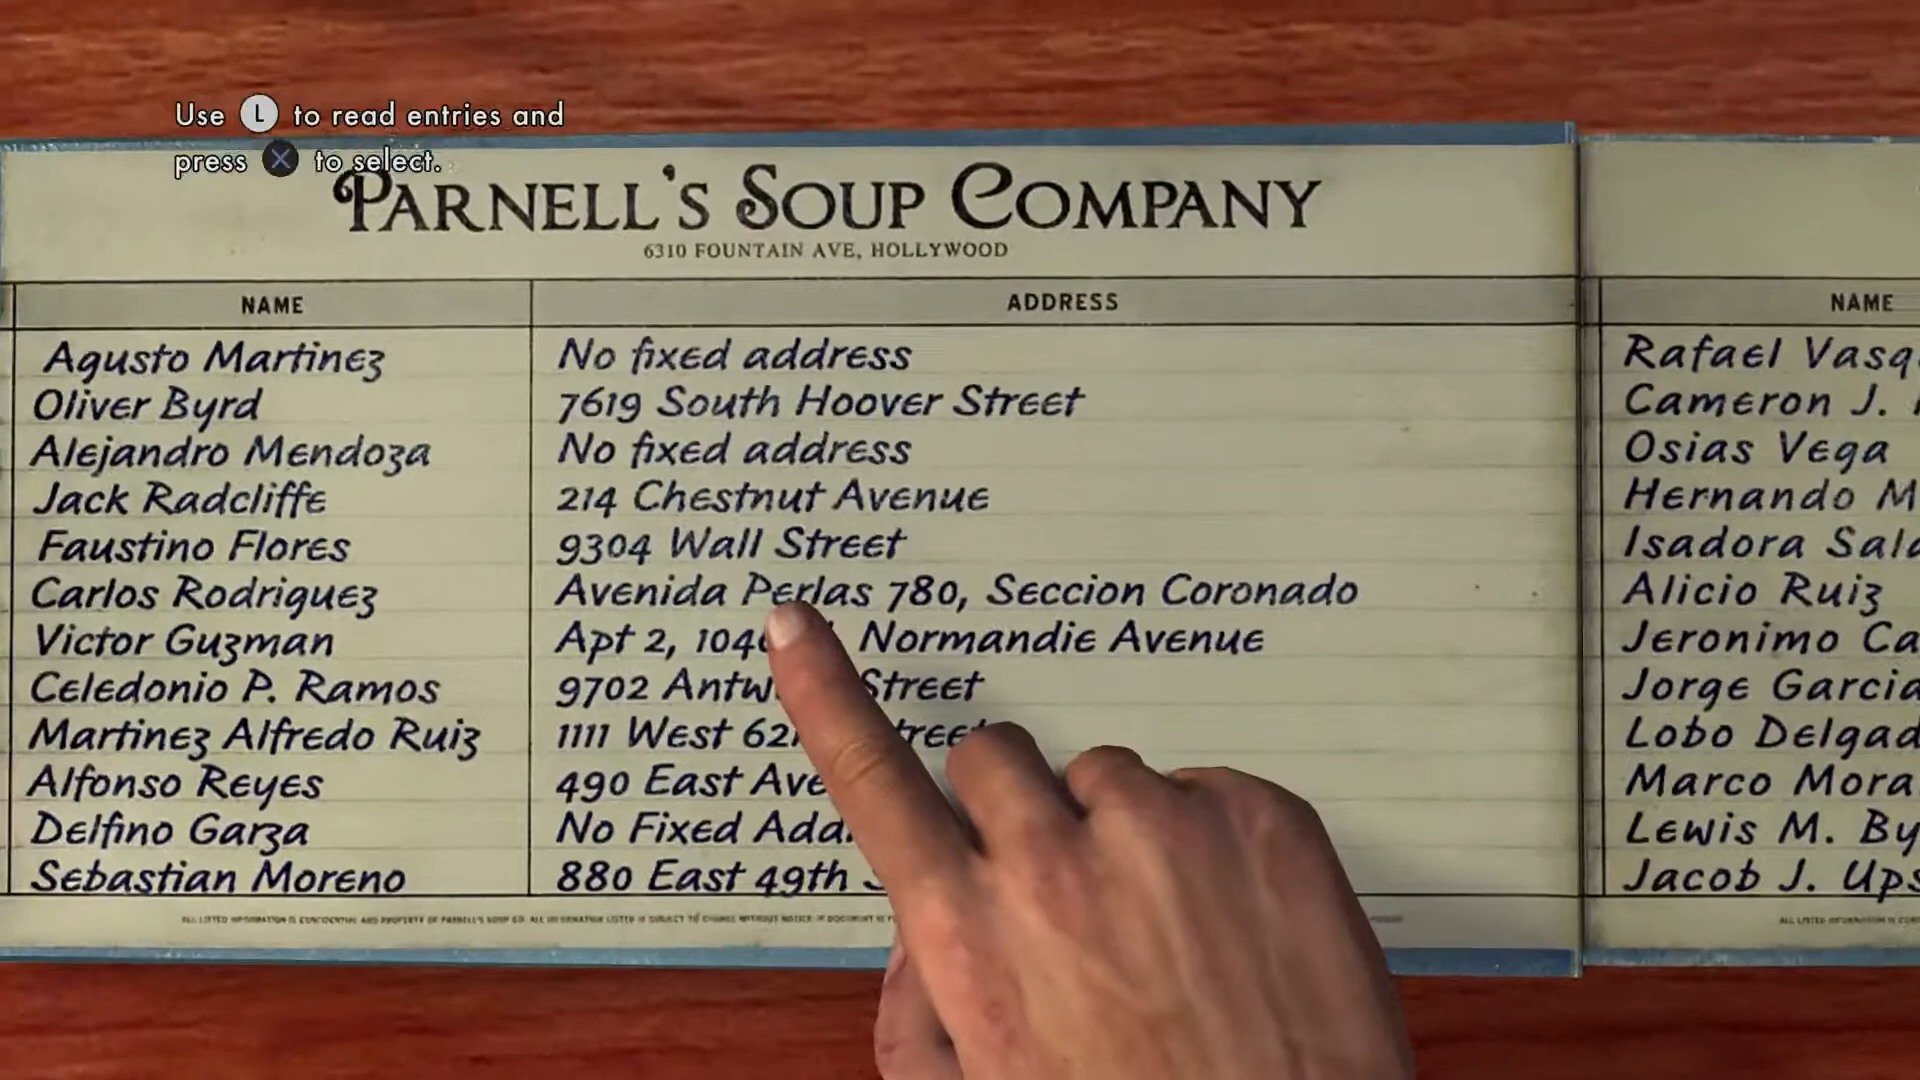 Use L to read entries and
press X to select.
PARNELL'S SOUP COMPANY
6310 FOUNTAIN AVE, HOLLYWOOD
NAME ADDRESS
Agusto Martinez No fixed address
Oliver Byrd 7619 South Hoover Street
Alejandro Mendoza No fixed address
Jack Radcliffe 214 Chestnut Avenue
Faustino Flores 9304 Wall Street
Carlos Rodriguez Avenida Perlas 780, Seccion Coronado
Victor Guzman Apt 2, Normandie Avenue
Celedonio P. Ramos 9702 Street
Martinez Alfredo Ruiz 1111 West
Alfonso Reyes 490 East
Delfino Garza No Fixed
Sebastian Moreno 880 East 49th
NAME
Rafael
Cameron J.
Osias Vega
Hernando
Isadora
Alicio Ruiz
Jeronimo
Jorge Garcia
Lobo
Marco
Lewis M.
Jacob J.